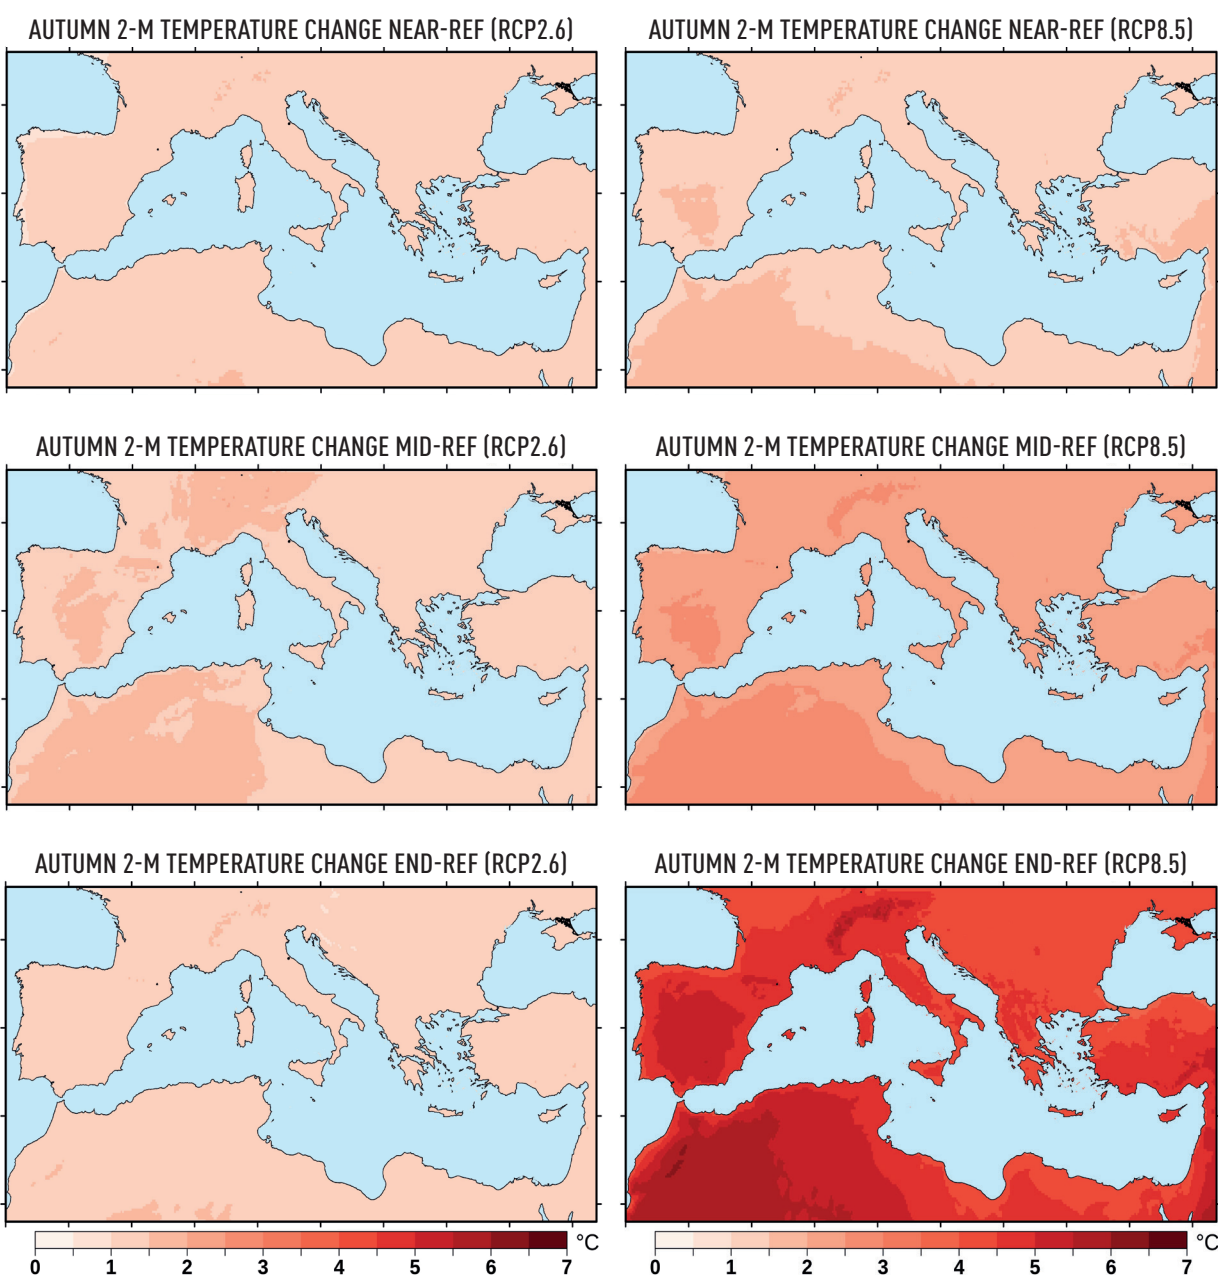 AUTUMN 2-M TEMPERATURE CHANGE NEAR-REF (RCP2.6)
AUTUMN 2-M TEMPERATURE CHANGE NEAR-REF (RCP8.5)
AUTUMN 2-M TEMPERATURE CHANGE MID-REF (RCP2.6)
AUTUMN 2-M TEMPERATURE CHANGE MID-REF (RCP8.5)
AUTUMN 2-M TEMPERATURE CHANGE END-REF (RCP2.6)
AUTUMN 2-M TEMPERATURE CHANGE END-REF (RCP8.5)
0 1 2 3 4 5 6 7 °C
0 1 2 3 4 5 6 7 °C